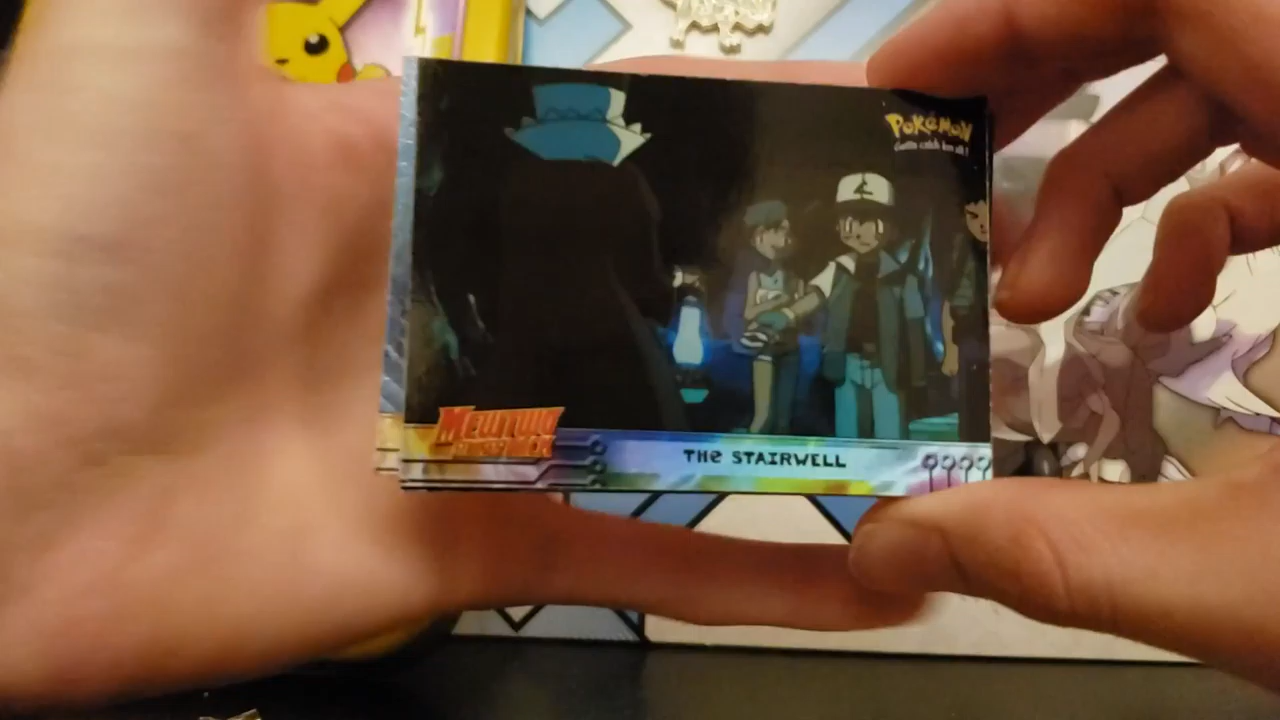 POKéMON
Gotta catch 'em all!
MEWTWO
STRIKES BACK
THe STAIRWELL